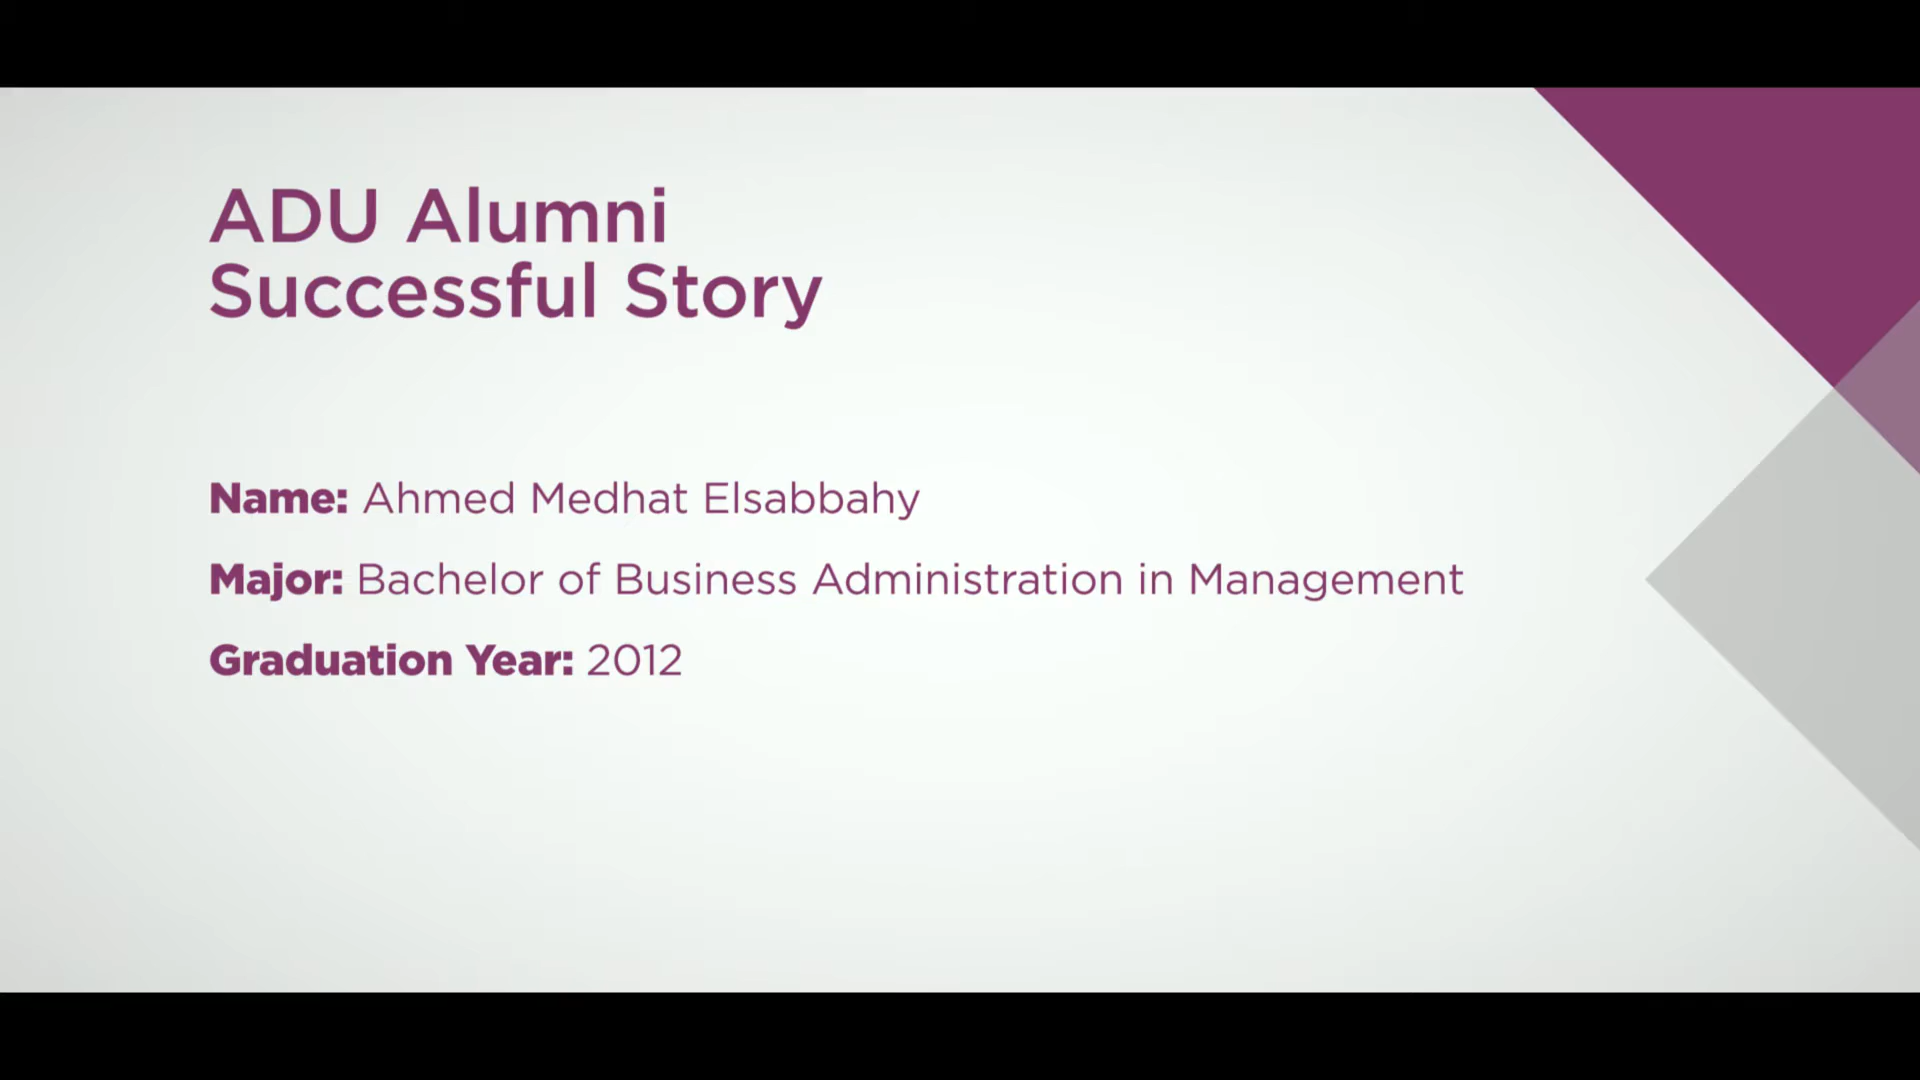 ADU Alumni
Successful Story
Name: Ahmed Medhat Elsabbahy
Major: Bachelor of Business Administration in Management
Graduation Year: 2012